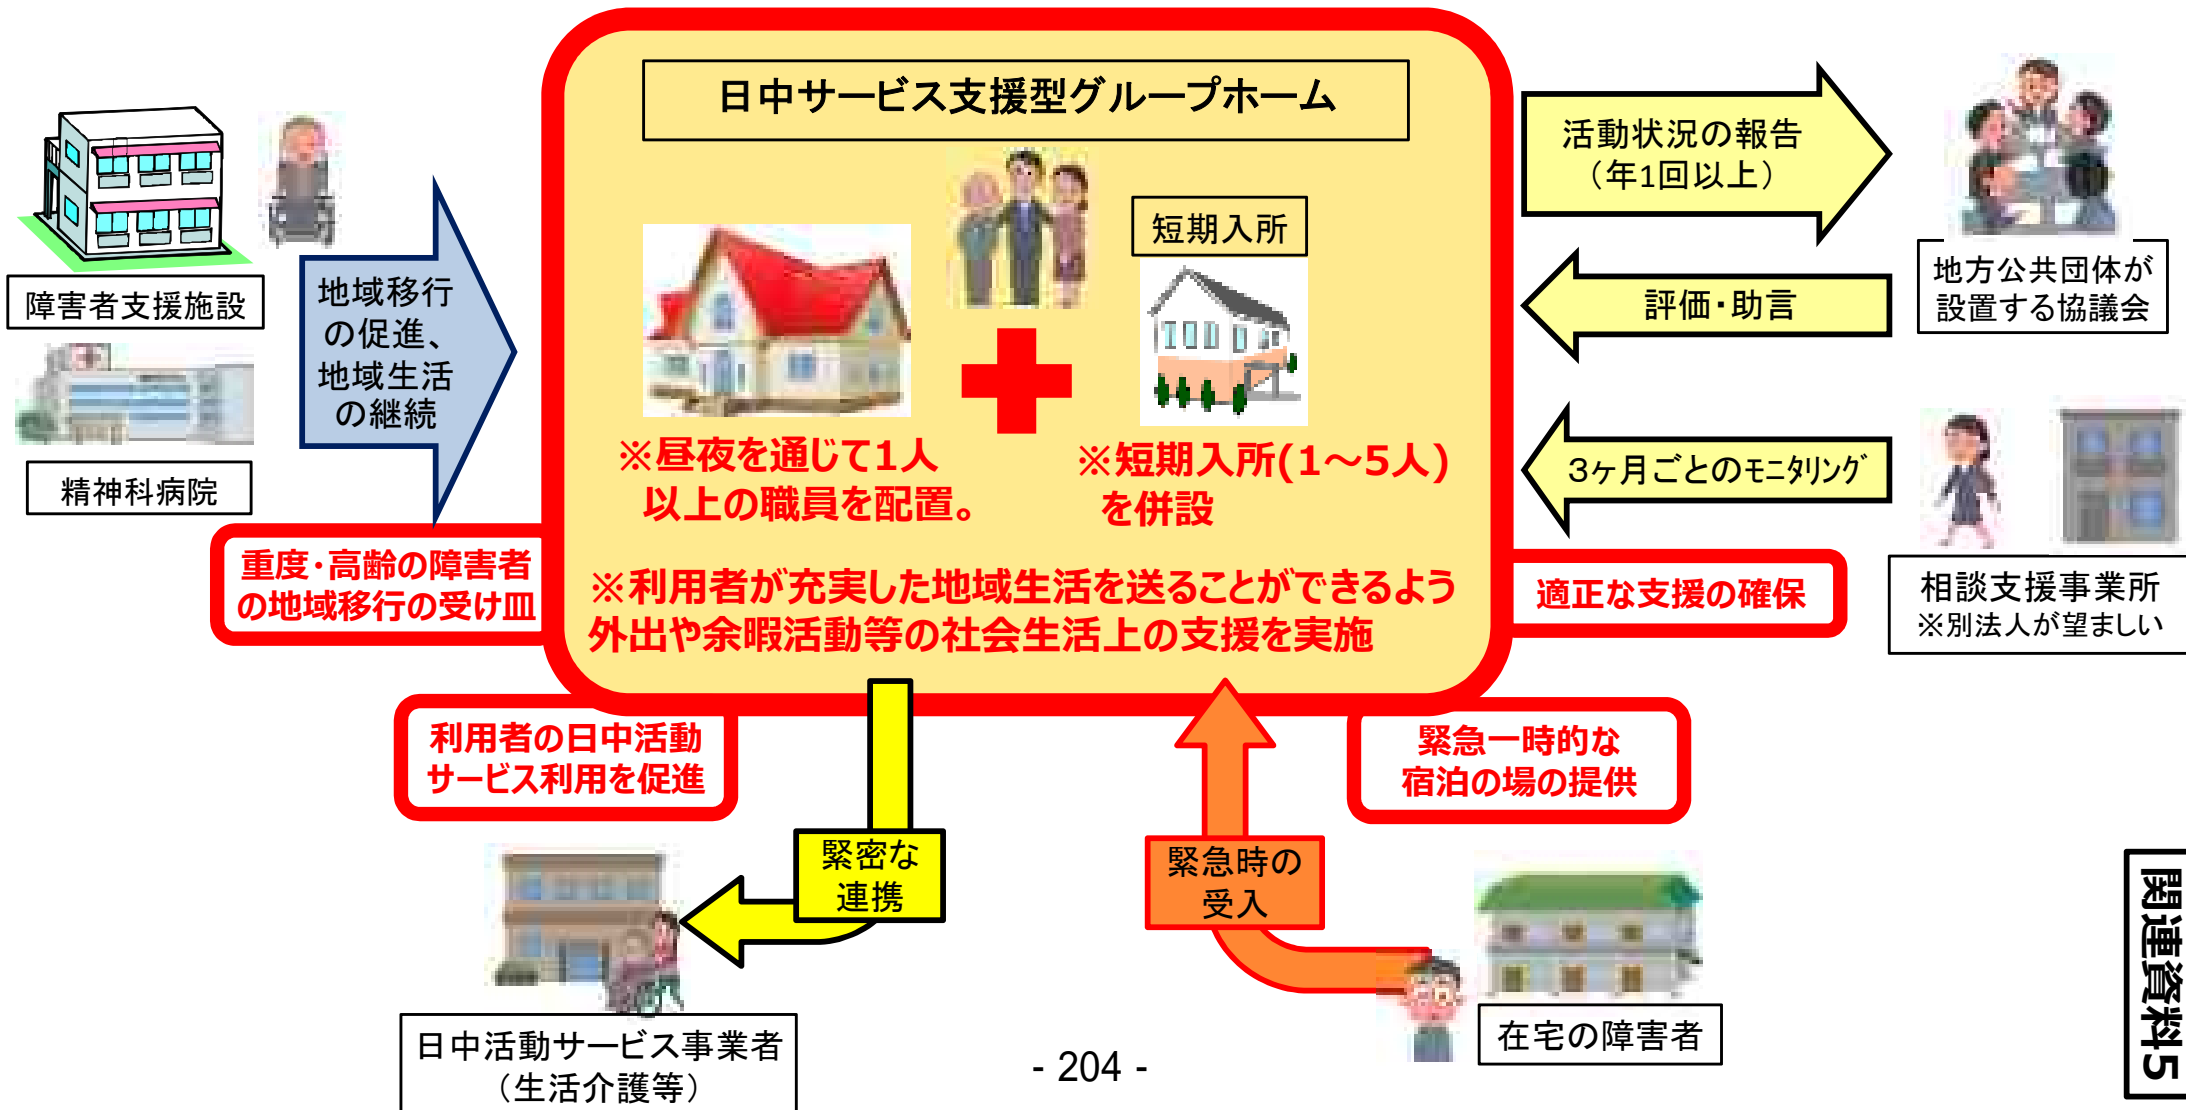 日中サービス支援型グループホーム
障害者支援施設
精神科病院
地域移行
の促進、
地域生活
の継続
短期入所
※昼夜を通じて1人
以上の職員を配置。
※短期入所(1～5人)
を併設
※利用者が充実した地域生活を送ることができるよう
外出や余暇活動等の社会生活上の支援を実施
活動状況の報告
（年1回以上）
評価・助言
3ヶ月ごとのモニタリング
地方公共団体が
設置する協議会
相談支援事業所
※別法人が望ましい
重度・高齢の障害者
の地域移行の受け皿
適正な支援の確保
利用者の日中活動
サービス利用を促進
緊急一時的な
宿泊の場の提供
緊密な
連携
緊急時の
受入
日中活動サービス事業者
（生活介護等）
在宅の障害者
関連資料5
- 204 -